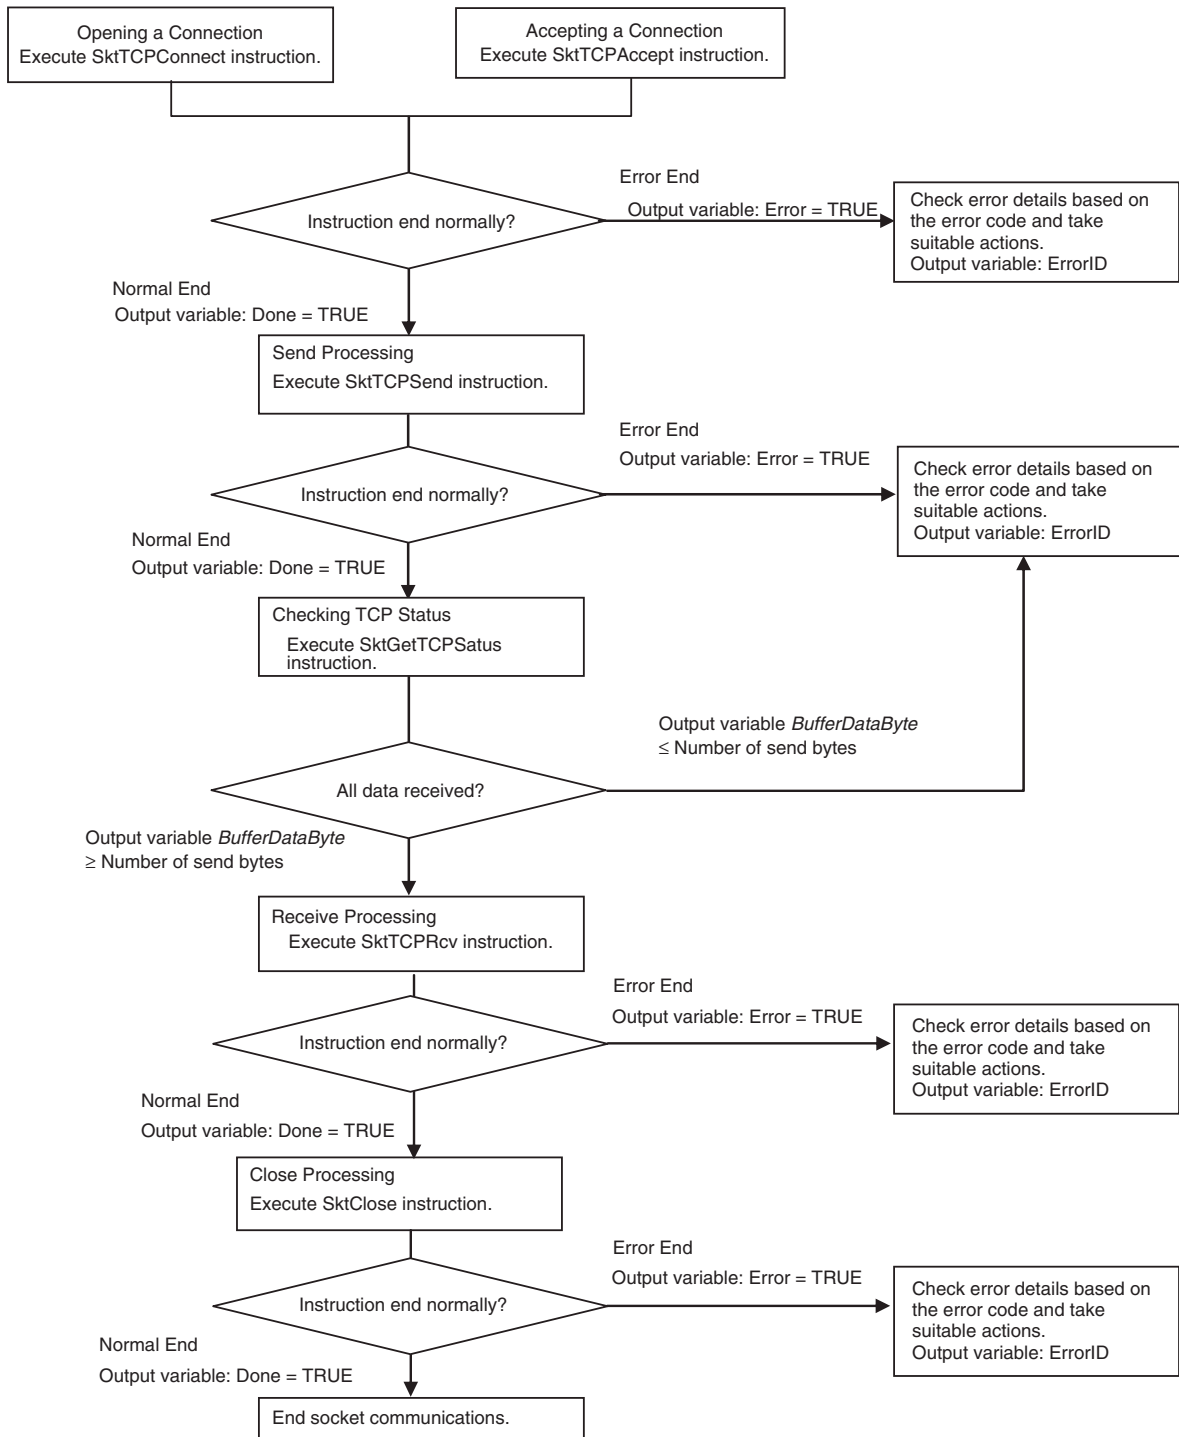 Opening a Connection
Execute SktTCPConnect instruction.
Accepting a Connection
Execute SktTCPAccept instruction.
Instruction end normally?
Error End
Output variable: Error = TRUE
Check error details based on
the error code and take
suitable actions.
Output variable: ErrorID
Normal End
Output variable: Done = TRUE
Send Processing
Execute SktTCPSend instruction.
Instruction end normally?
Error End
Output variable: Error = TRUE
Check error details based on
the error code and take
suitable actions.
Output variable: ErrorID
Normal End
Output variable: Done = TRUE
Checking TCP Status
Execute SktGetTCPSatus
instruction.
Output variable BufferDataByte
≤ Number of send bytes
All data received?
Output variable BufferDataByte
≥ Number of send bytes
Receive Processing
Execute SktTCPRcv instruction.
Instruction end normally?
Error End
Output variable: Error = TRUE
Check error details based on
the error code and take
suitable actions.
Output variable: ErrorID
Normal End
Output variable: Done = TRUE
Close Processing
Execute SktClose instruction.
Instruction end normally?
Error End
Output variable: Error = TRUE
Check error details based on
the error code and take
suitable actions.
Output variable: ErrorID
Normal End
Output variable: Done = TRUE
End socket communications.